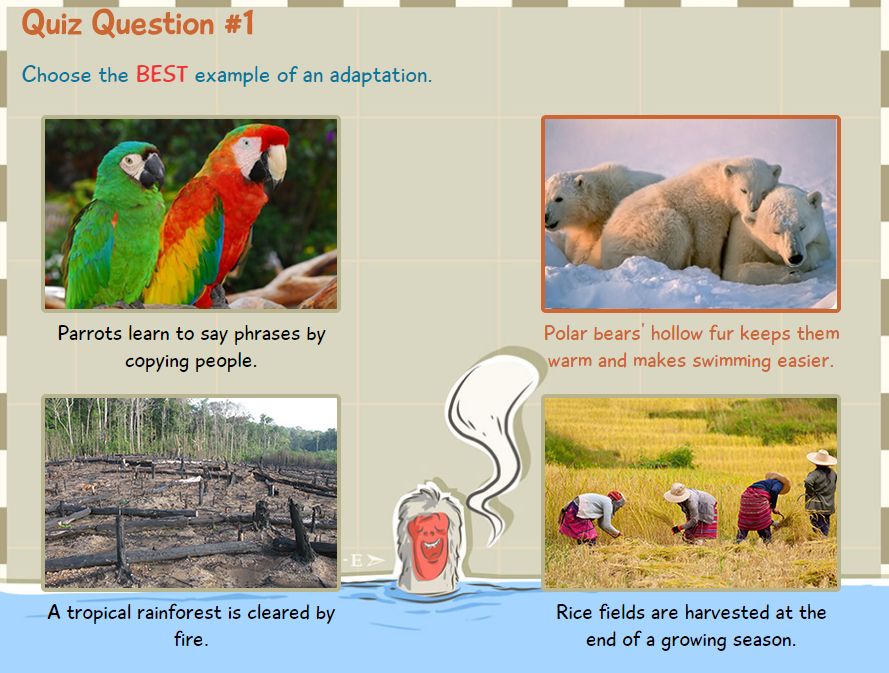 Quiz Question #1
Choose the BEST example of an adaptation.
Parrots learn to say phrases by
copying people.
Polar bears' hollow fur keeps them
warm and makes swimming easier.
-E
A tropical rainforest is cleared by
fire.
Rice fields are harvested at the
end of a growing season.